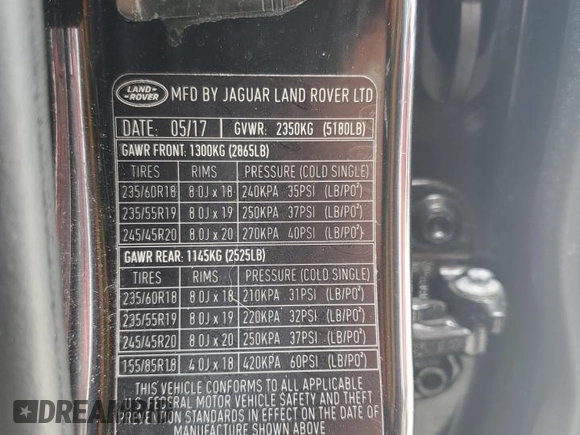 LAND ROVER MFD BY JAGUAR LAND ROVER LTD
DATE: 05/17 GVWR: 2350KG (5180LB)
GAWR FRONT: 1300KG (2865LB)
TIRES RIMS PRESSURE (COLD SINGLE)
235/60R18 8.0J x 18 240KPA 35PSI (LB/PO²)
235/55R19 8.0J x 19 250KPA 37PSI (LB/PO²)
245/45R20 8.0J x 20 270KPA 40PSI (LB/PO²)
GAWR REAR: 1145KG (2525LB)
TIRES RIMS PRESSURE (COLD SINGLE)
235/60R18 8.0J x 18 210KPA 31PSI (LB/PO²)
235/55R19 8.0J x 19 220KPA 32PSI (LB/PO²)
245/45R20 8.0J x 20 250KPA 37PSI (LB/PO²)
155/85R18 4.0J x 18 420KPA 60PSI (LB/PO²)
THIS VEHICLE CONFORMS TO ALL APPLICABLE
FEDERAL MOTOR VEHICLE SAFETY AND THEFT
PREVENTION STANDARDS IN EFFECT ON THE DATE OF
MANUFACTURE SHOWN ABOVE